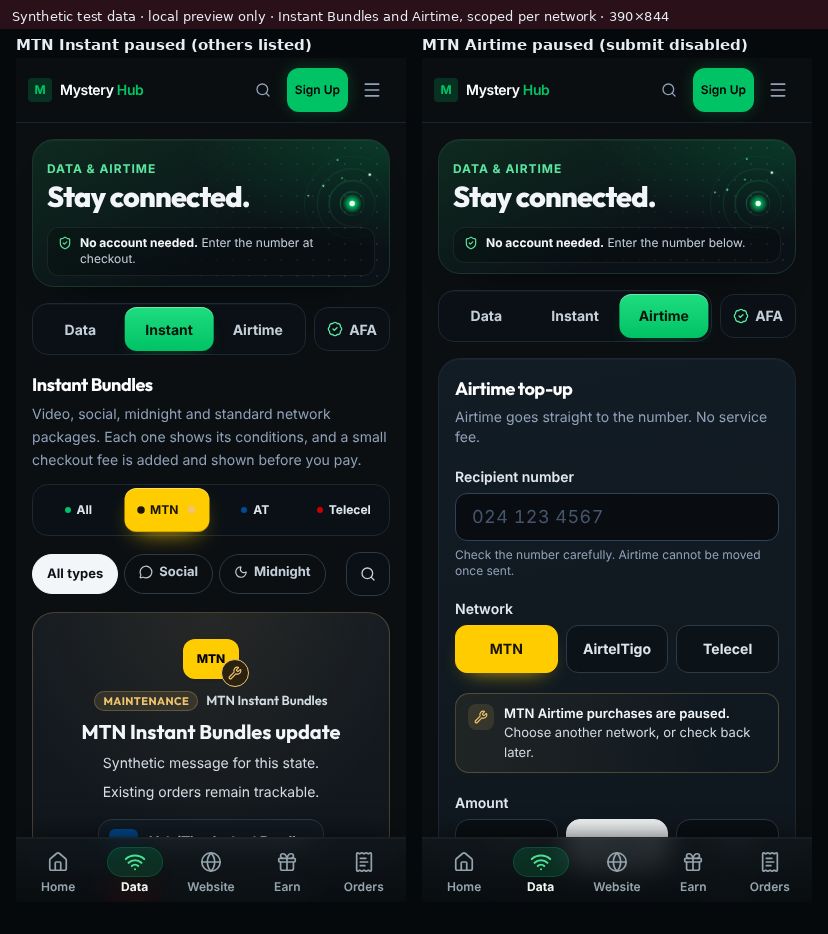 Synthetic test data · local preview only · Instant Bundles and Airtime, scoped per network · 390×844
MTN Instant paused (others listed)
M Mystery Hub
Sign Up
DATA & AIRTIME
Stay connected.
No account needed. Enter the number at
checkout.
Data Instant Airtime AFA
Instant Bundles
Video, social, midnight and standard network
packages. Each one shows its conditions, and a small
checkout fee is added and shown before you pay.
All MTN AT Telecel
All types Social Midnight
MTN
MAINTENANCE MTN Instant Bundles
MTN Instant Bundles update
Synthetic message for this state.
Existing orders remain trackable.
Home Data Website Earn Orders
MTN Airtime paused (submit disabled)
M Mystery Hub
Sign Up
DATA & AIRTIME
Stay connected.
No account needed. Enter the number below.
Data Instant Airtime AFA
Airtime top-up
Airtime goes straight to the number. No service
fee.
Recipient number
024 123 4567
Check the number carefully. Airtime cannot be moved
once sent.
Network
MTN AirtelTigo Telecel
MTN Airtime purchases are paused.
Choose another network, or check back
later.
Amount
Home Data Website Earn Orders